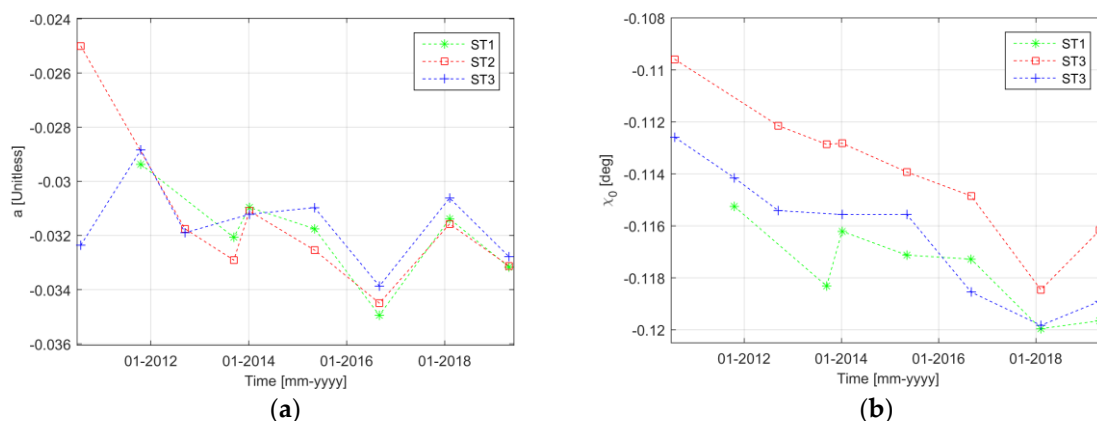 -0.024
-0.026
-0.028
-0.03
-0.032
-0.034
-0.036
a [Unitless]
ST1
ST2
ST3
01-2012
01-2014
01-2016
01-2018
Time [mm-yyyy]
(a)
-0.108
-0.11
-0.112
-0.114
-0.116
-0.118
-0.12
χ0 [deg]
ST1
ST3
ST3
01-2012
01-2014
01-2016
01-2018
Time [mm-yyyy]
(b)